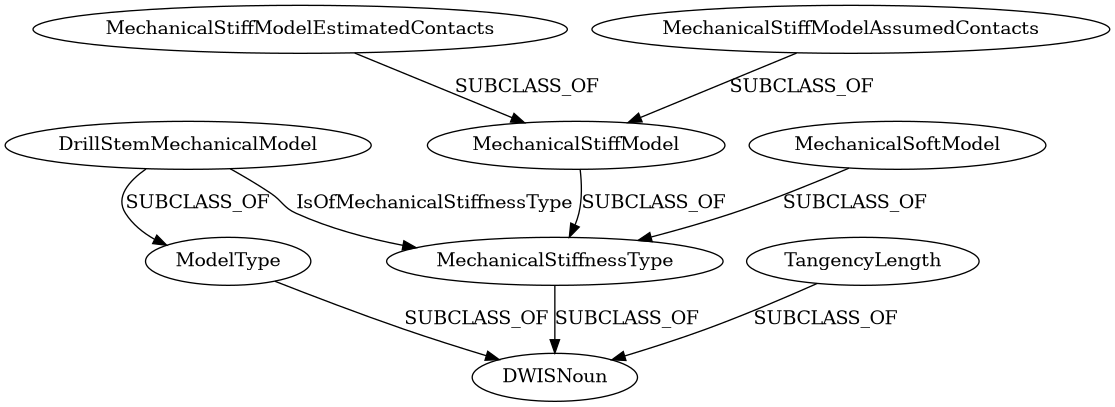 MechanicalStiffModelEstimatedContacts
MechanicalStiffModelAssumedContacts
SUBCLASS_OF
SUBCLASS_OF
DrillStemMechanicalModel
MechanicalStiffModel
MechanicalSoftModel
SUBCLASS_OF
IsOfMechanicalStiffnessType
SUBCLASS_OF
SUBCLASS_OF
ModelType
MechanicalStiffnessType
TangencyLength
SUBCLASS_OF
SUBCLASS_OF
SUBCLASS_OF
DWISNoun